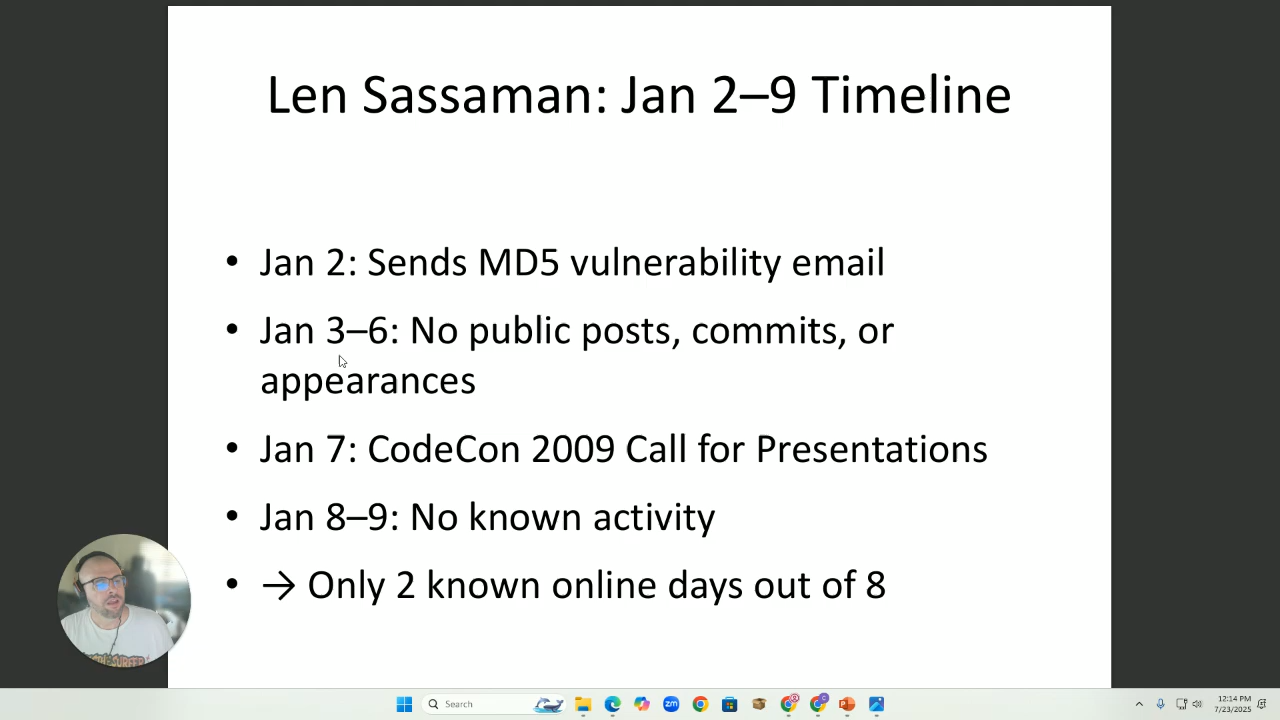 Len Sassaman: Jan 2–9 Timeline
• Jan 2: Sends MD5 vulnerability email
• Jan 3–6: No public posts, commits, or
appearances
• Jan 7: CodeCon 2009 Call for Presentations
• Jan 8–9: No known activity
• → Only 2 known online days out of 8
Search
zm
12:14 PM
7/23/2025